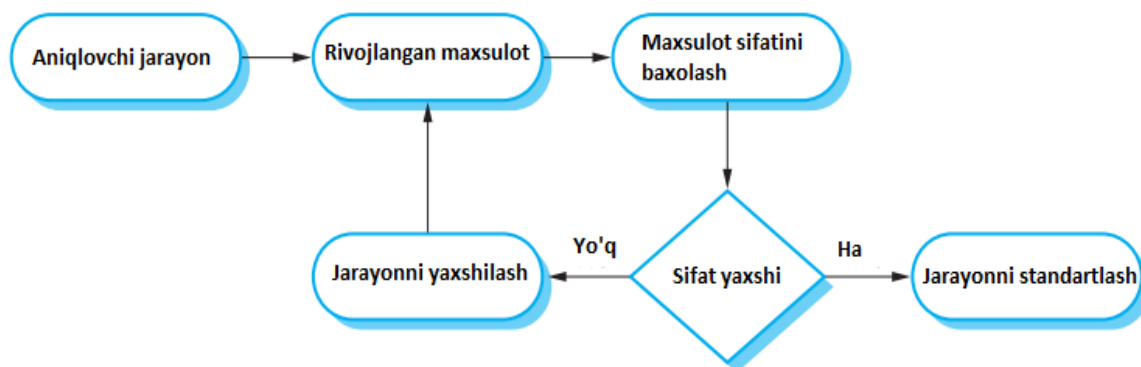 Aniqlovchi jarayon
Rivojlangan maxsulot
Maxsulot sifatini
baxolash
Yo'q
Ha
Jarayonni yaxshilash
Sifat yaxshi
Jarayonni standartlash